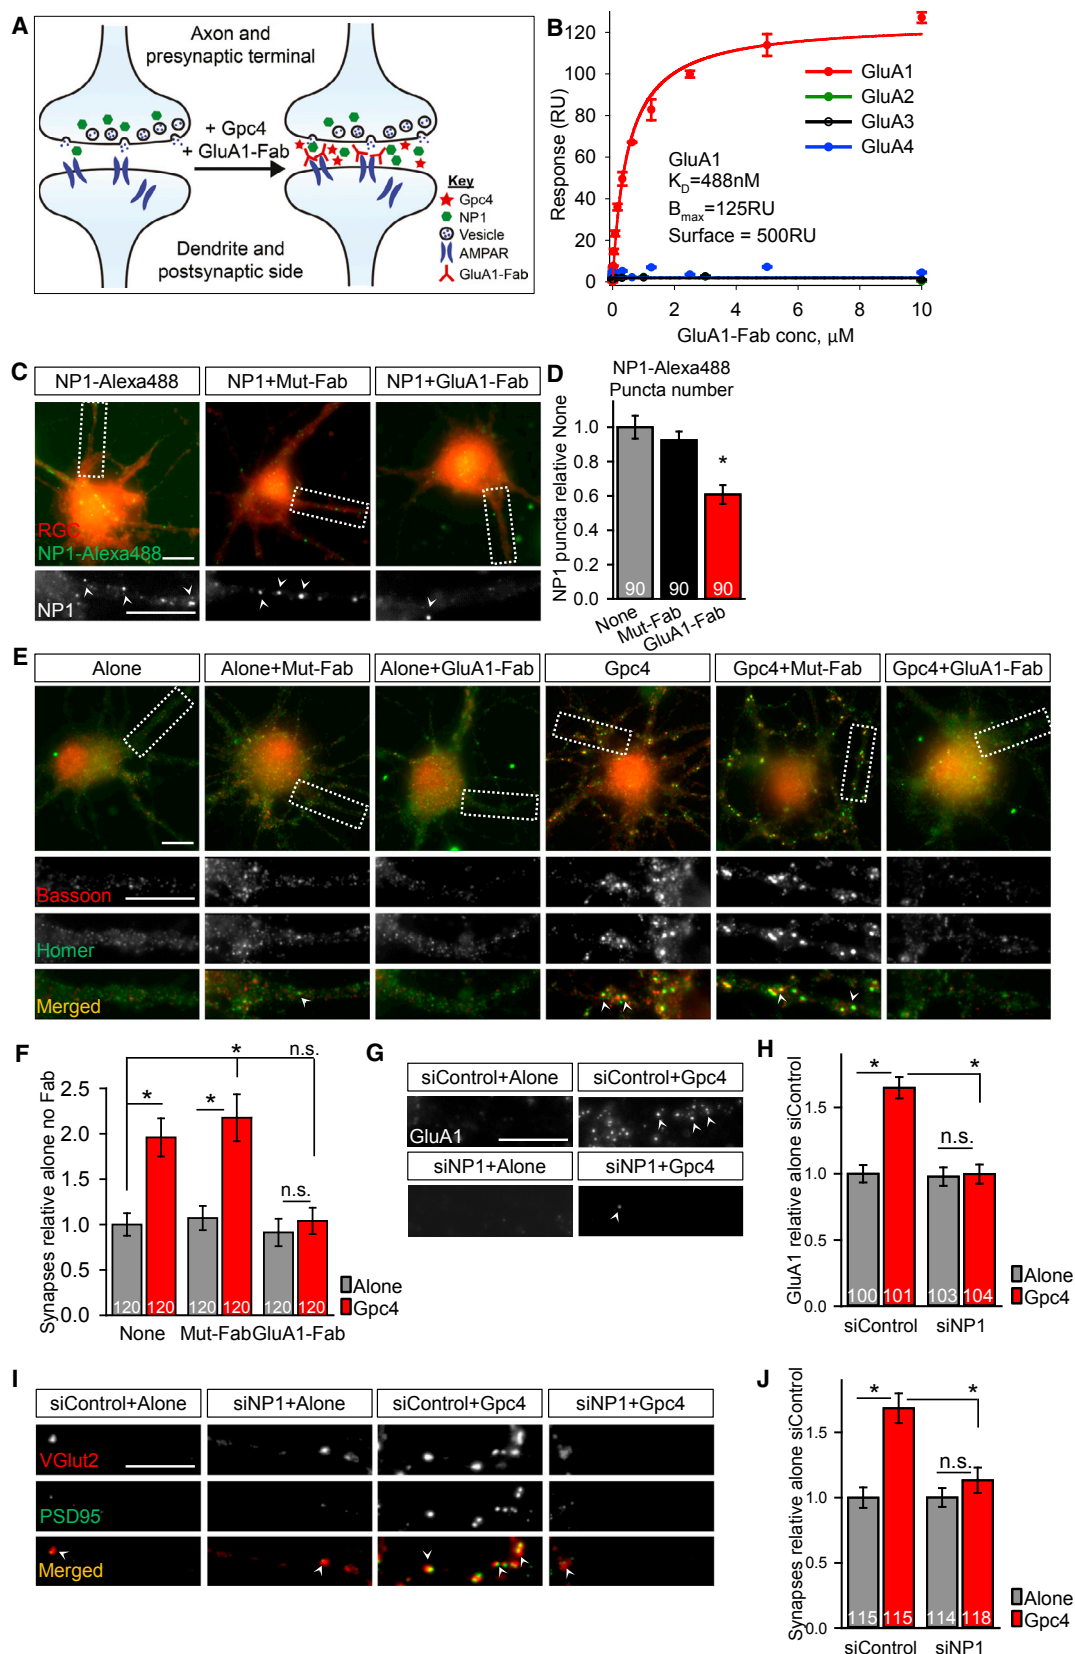 A
Axon and
presynaptic terminal
+ Gpc4
+ GluA1-Fab
Dendrite and
postsynaptic side
Key
Gpc4
NP1
Vesicle
AMPAR
GluA1-Fab
B
Response (RU)
120
100
80
60
40
20
0
0
2
4
6
8
10
GluA1-Fab conc, μM
GluA1
GluA2
GluA3
GluA4
GluA1
KD=488nM
Bmax=125RU
Surface = 500RU
C
NP1-Alexa488
NP1+Mut-Fab
NP1+GluA1-Fab
RGC
NP1-Alexa488
NP1
D
NP1-Alexa488
Puncta number
NP1 puncta relative None
1.0
0.8
0.6
0.4
0.2
0.0
*
90
90
90
None
Mut-Fab
GluA1-Fab
E
Alone
Alone+Mut-Fab
Alone+GluA1-Fab
Gpc4
Gpc4+Mut-Fab
Gpc4+GluA1-Fab
Bassoon
Homer
Merged
F
Synapses relative alone no Fab
2.5
2.0
1.5
1.0
0.5
0.0
*
n.s.
*
*
n.s.
120
120
120
120
120
120
None
Mut-Fab
GluA1-Fab
Alone
Gpc4
G
siControl+Alone
siControl+Gpc4
GluA1
siNP1+Alone
siNP1+Gpc4
H
GluA1 relative alone siControl
1.5
1.0
0.5
0.0
*
*
n.s.
100
101
103
104
siControl
siNP1
Alone
Gpc4
I
siControl+Alone
siNP1+Alone
siControl+Gpc4
siNP1+Gpc4
VGlut2
PSD95
Merged
J
Synapses relative alone siControl
1.5
1.0
0.5
0.0
*
*
n.s.
115
115
114
118
siControl
siNP1
Alone
Gpc4